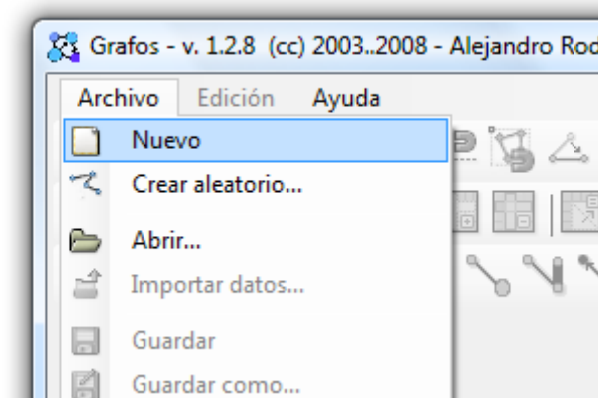 Grafos - v. 1.2.8 (cc) 2003..2008 - Alejandro
Archivo Edición Ayuda
Nuevo
Crear aleatorio...
Abrir...
Importar datos...
Guardar
Guardar como...